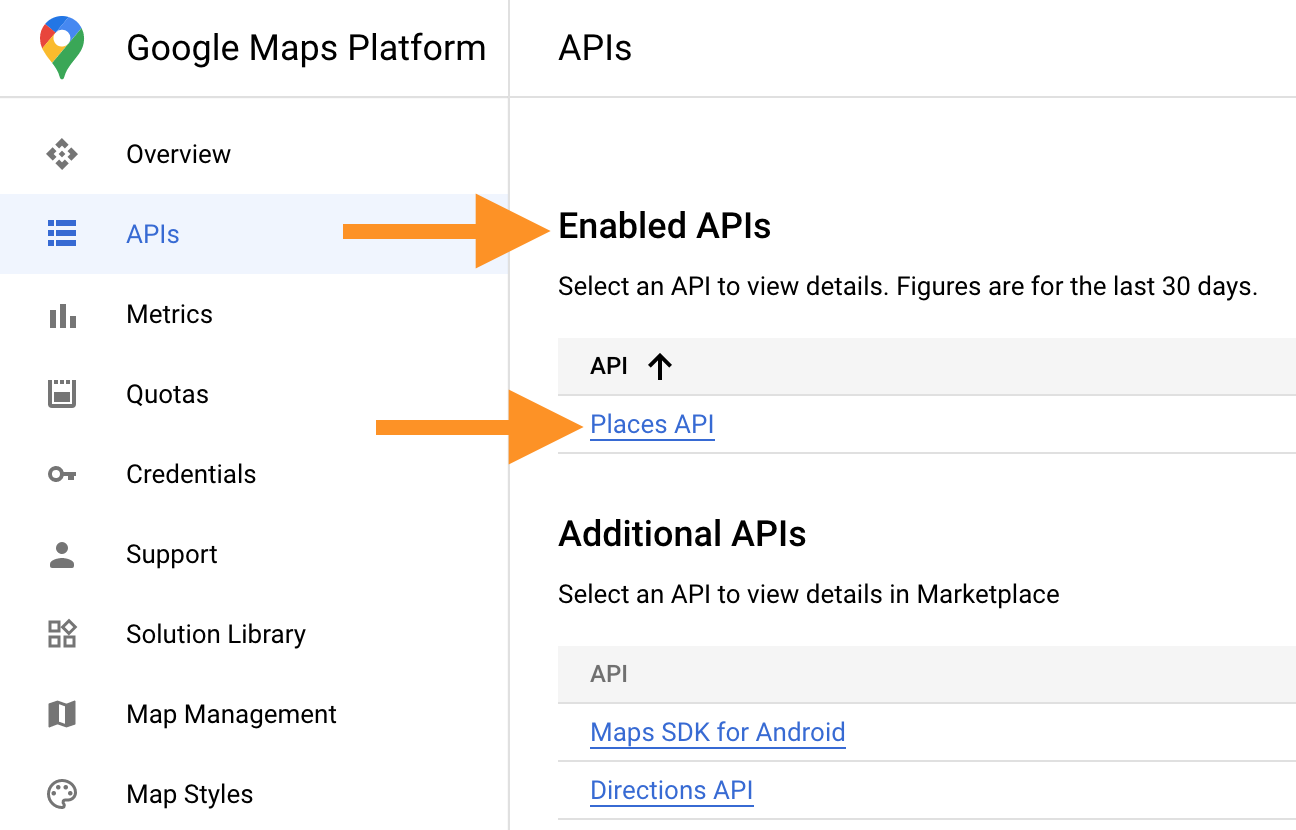 Google Maps Platform
APIs
Overview
APIs
Metrics
Quotas
Credentials
Support
Solution Library
Map Management
Map Styles
Enabled APIs
Select an API to view details. Figures are for the last 30 days.
API
Places API
Additional APIs
Select an API to view details in Marketplace
API
Maps SDK for Android
Directions API